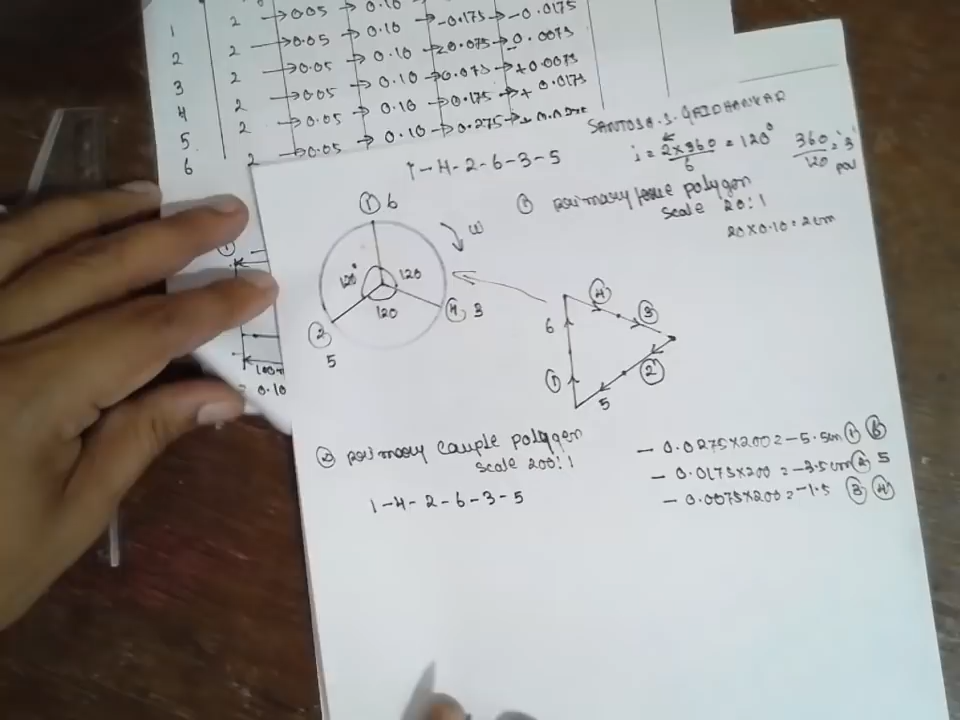 1 2 → 0.05 → 0.10 → -0.175 → -0.0175
2 2 → 0.05 → 0.10 → -0.075 → -0.0075
3 2 → 0.05 → 0.10 → 0.075 → +0.0075
4 2 → 0.05 → 0.10 → 0.175 → +0.0175
5. 2 → 0.05 → 0.10 → 0.275 →
6 2
SANTOSH.S.GAIDHANKAR
1-4-2-6-3-5
i = 2×360/6 = 120°
360/120 = '3'
① primary force polygon
scale 20:1
20×0.10 = 2cm
① 6
ω
120° 120
120
④ 3
②
5
④
③
6
①
②
5
② primary couple polygon
scale 200:1
1-4-2-6-3-5
- 0.0275×200 = -5.5cm ① ⑥
- 0.0175×200 = -3.5cm ② 5
- 0.0075×200 = -1.5 ③ ④
100m
= 0.10